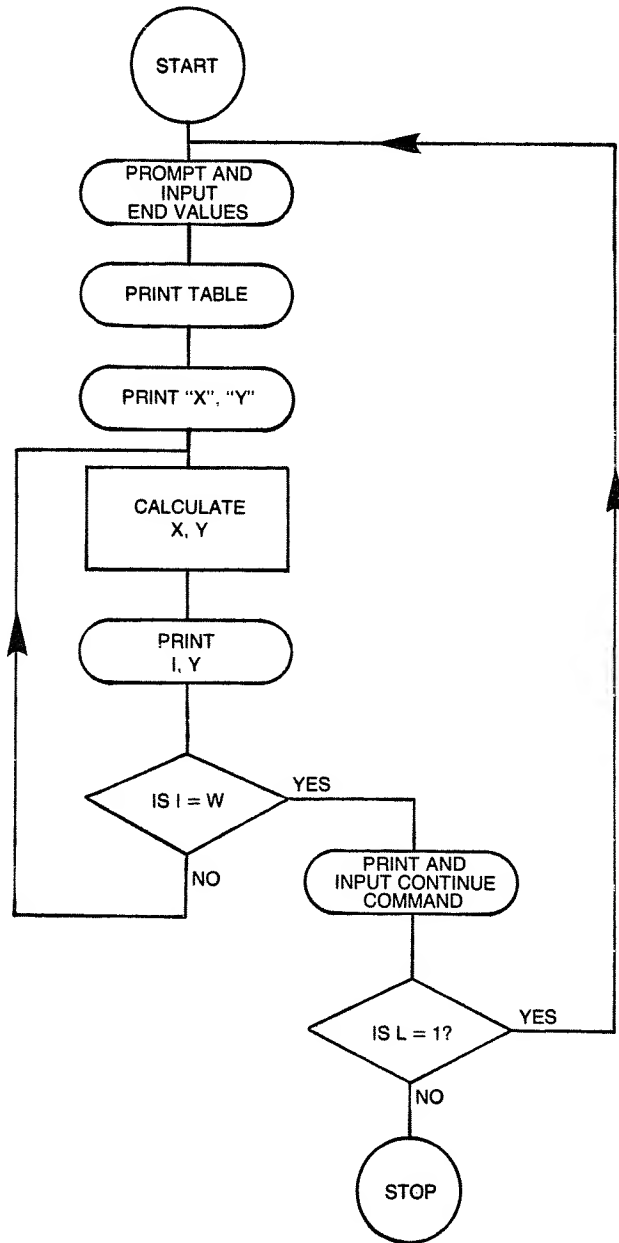 START
PROMPT AND
INPUT
END VALUES
PRINT TABLE
PRINT “X”, “Y”
CALCULATE
X, Y
PRINT
I, Y
IS I = W
YES
NO
PRINT AND
INPUT CONTINUE
COMMAND
IS L = 1?
YES
NO
STOP